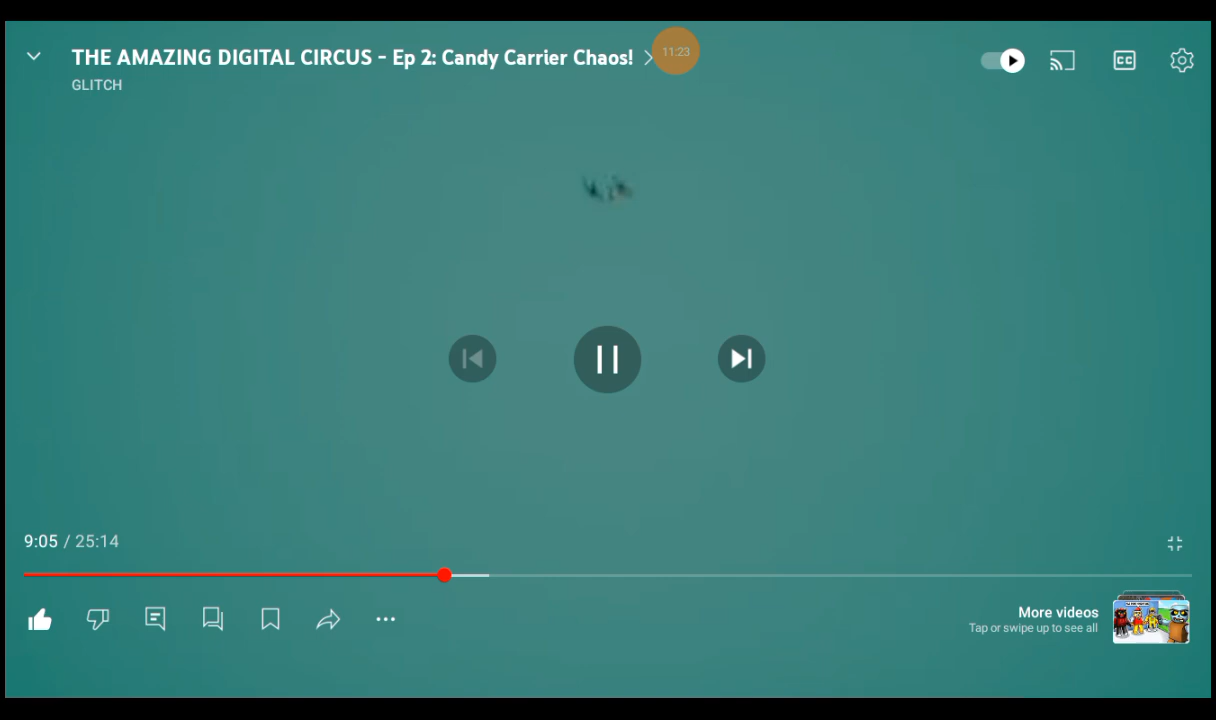 THE AMAZING DIGITAL CIRCUS - Ep 2: Candy Carrier Chaos!
11:23
GLITCH
CC
9:05 / 25:14
More videos
Tap or swipe up to see all